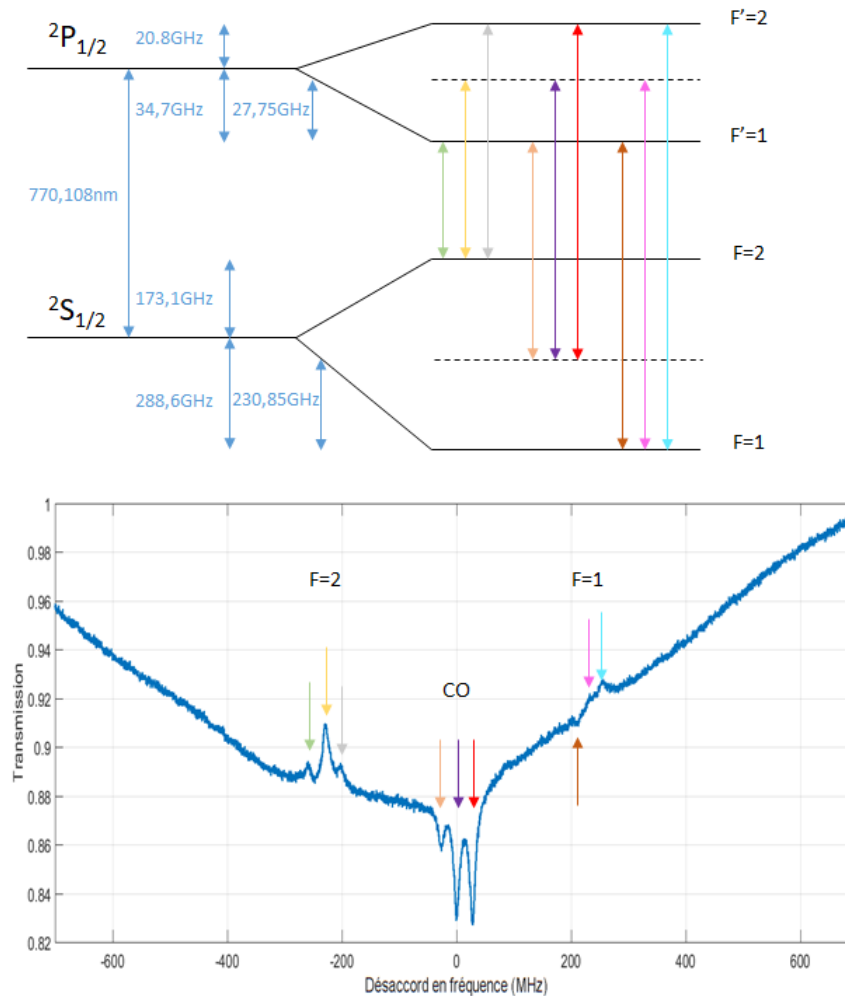 F'=2
²P₁/₂
20.8GHz
34,7GHz
27,75GHz
F'=1
770,108nm
F=2
173,1GHz
²S₁/₂
288,6GHz
230,85GHz
F=1
1
0.98
0.96
0.94
0.92
0.9
0.88
0.86
0.84
0.82
Transmission
F=2
CO
F=1
-600
-400
-200
0
200
400
600
Désaccord en fréquence (MHz)